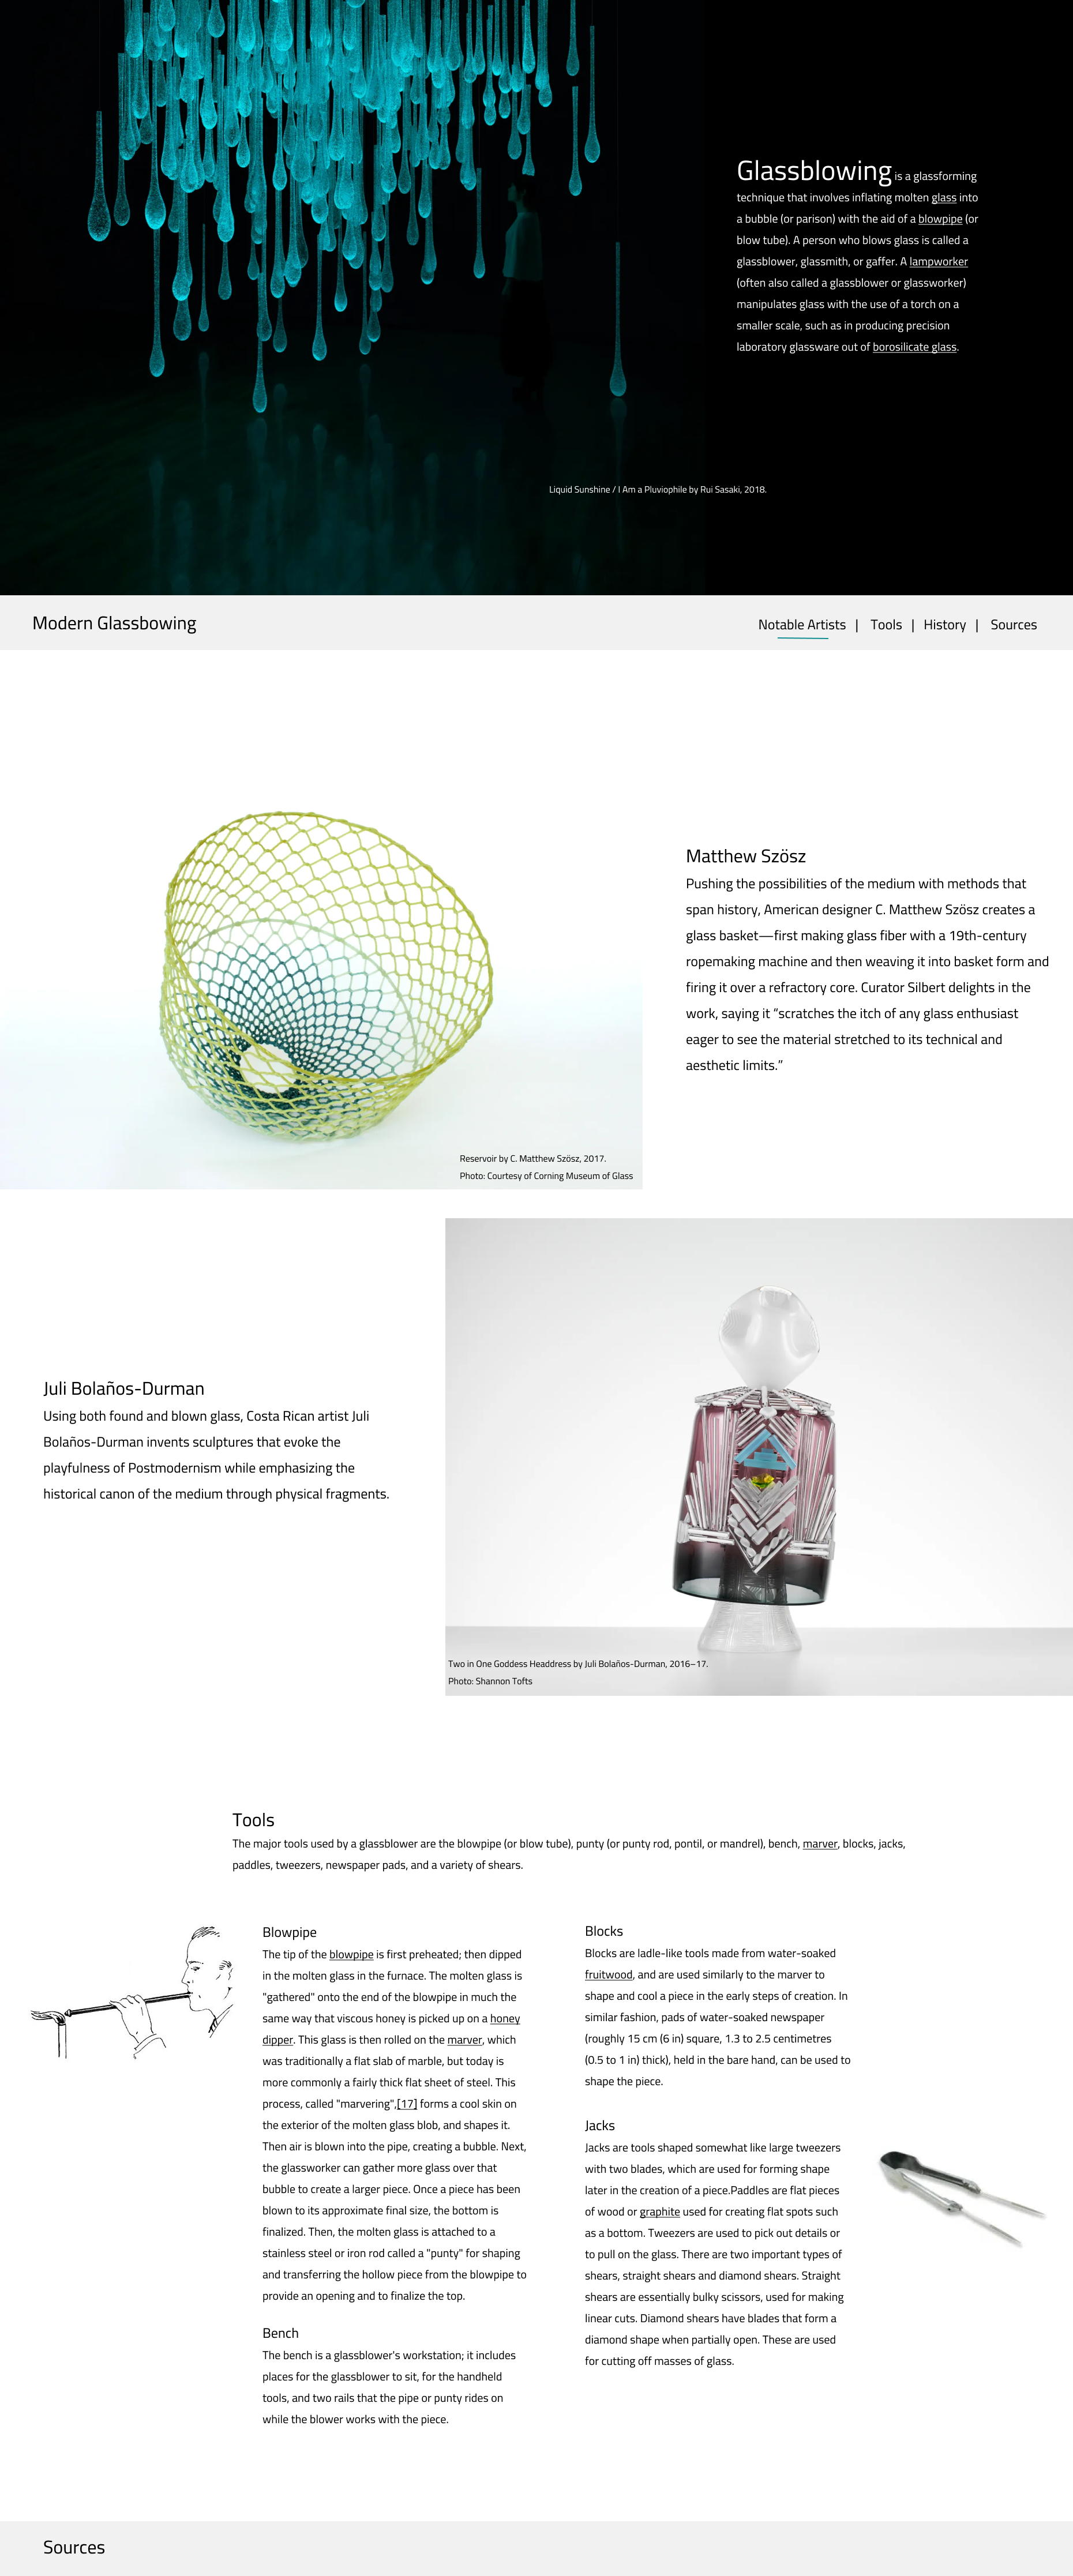 Glassblowing is a glassforming
technique that involves inflating molten glass into
a bubble (or parison) with the aid of a blowpipe (or
blow tube). A person who blows glass is called a
glassblower, glassmith, or gaffer. A lampworker
(often also called a glassblower or glassworker)
manipulates glass with the use of a torch on a
smaller scale, such as in producing precision
laboratory glassware out of borosilicate glass.
Liquid Sunshine / I Am a Pluviophile by Rui Sasaki, 2018.
Modern Glassbowing
Notable Artists | Tools | History | Sources
Matthew Szösz
Pushing the possibilities of the medium with methods that
span history, American designer C. Matthew Szösz creates a
glass basket—first making glass fiber with a 19th-century
ropemaking machine and then weaving it into basket form and
firing it over a refractory core. Curator Silbert delights in the
work, saying it “scratches the itch of any glass enthusiast
eager to see the material stretched to its technical and
aesthetic limits.”
Reservoir by C. Matthew Szösz, 2017.
Photo: Courtesy of Corning Museum of Glass
Juli Bolaños-Durman
Using both found and blown glass, Costa Rican artist Juli
Bolaños-Durman invents sculptures that evoke the
playfulness of Postmodernism while emphasizing the
historical canon of the medium through physical fragments.
Two in One Goddess Headdress by Juli Bolaños-Durman, 2016–17.
Photo: Shannon Tofts
Tools
The major tools used by a glassblower are the blowpipe (or blow tube), punty (or punty rod, pontil, or mandrel), bench, marver, blocks, jacks,
paddles, tweezers, newspaper pads, and a variety of shears.
Blowpipe
The tip of the blowpipe is first preheated; then dipped
in the molten glass in the furnace. The molten glass is
"gathered" onto the end of the blowpipe in much the
same way that viscous honey is picked up on a honey
dipper. This glass is then rolled on the marver, which
was traditionally a flat slab of marble, but today is
more commonly a fairly thick flat sheet of steel. This
process, called "marvering",[17] forms a cool skin on
the exterior of the molten glass blob, and shapes it.
Then air is blown into the pipe, creating a bubble. Next,
the glassworker can gather more glass over that
bubble to create a larger piece. Once a piece has been
blown to its approximate final size, the bottom is
finalized. Then, the molten glass is attached to a
stainless steel or iron rod called a "punty" for shaping
and transferring the hollow piece from the blowpipe to
provide an opening and to finalize the top.
Bench
The bench is a glassblower's workstation; it includes
places for the glassblower to sit, for the handheld
tools, and two rails that the pipe or punty rides on
while the blower works with the piece.
Blocks
Blocks are ladle-like tools made from water-soaked
fruitwood, and are used similarly to the marver to
shape and cool a piece in the early steps of creation. In
similar fashion, pads of water-soaked newspaper
(roughly 15 cm (6 in) square, 1.3 to 2.5 centimetres
(0.5 to 1 in) thick), held in the bare hand, can be used to
shape the piece.
Jacks
Jacks are tools shaped somewhat like large tweezers
with two blades, which are used for forming shape
later in the creation of a piece.Paddles are flat pieces
of wood or graphite used for creating flat spots such
as a bottom. Tweezers are used to pick out details or
to pull on the glass. There are two important types of
shears, straight shears and diamond shears. Straight
shears are essentially bulky scissors, used for making
linear cuts. Diamond shears have blades that form a
diamond shape when partially open. These are used
for cutting off masses of glass.
Sources